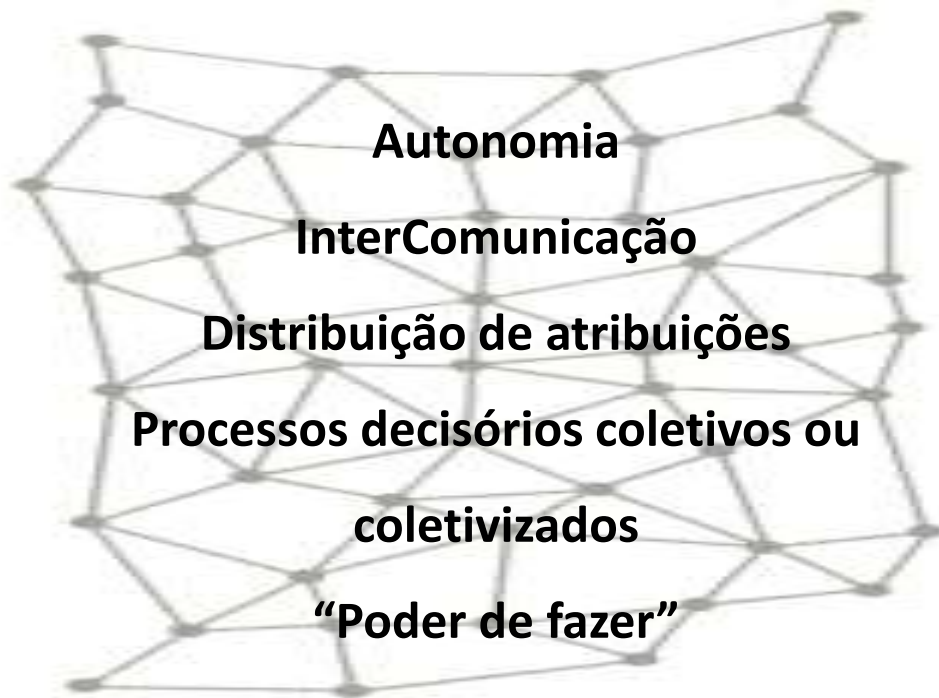 Autonomia
InterComunicação
Distribuição de atribuições
Processos decisórios coletivos ou
coletivizados
“Poder de fazer”